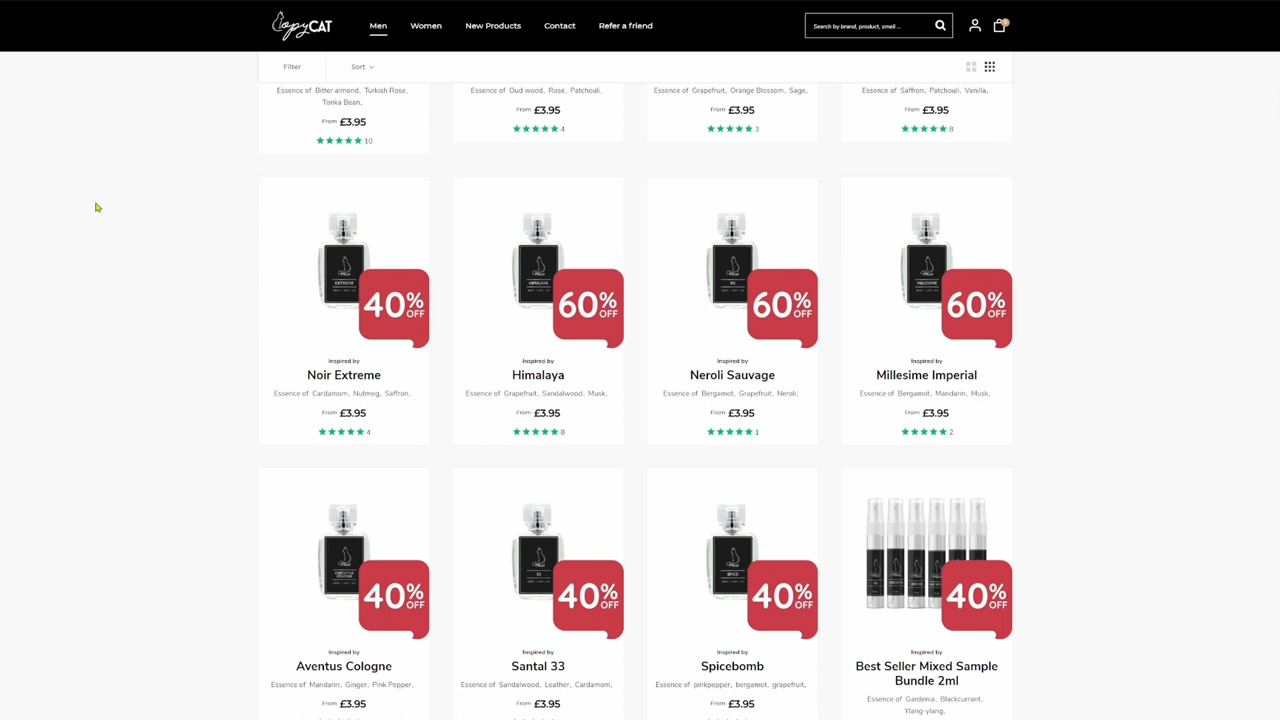 CopyCAT
Men
Women
New Products
Contact
Refer a friend
Search by brand, product, smell ...
Filter
Sort
Essence of Bitter almond, Turkish Rose,
Tonka Bean,
From £3.95
10
Essence of Oud wood, Rose, Patchouli,
From £3.95
4
Essence of Grapefruit, Orange Blossom, Sage,
From £3.95
3
Essence of Saffron, Patchouli, Vanilla,
From £3.95
8
EXTREME
40% OFF
Inspired by
Noir Extreme
Essence of Cardamom, Nutmeg, Saffron,
From £3.95
4
HIMALAYA
60% OFF
Inspired by
Himalaya
Essence of Grapefruit, Sandalwood, Musk,
From £3.95
8
60% OFF
Inspired by
Neroli Sauvage
Essence of Bergamot, Grapefruit, Neroli,
From £3.95
1
MILLESIME
60% OFF
Inspired by
Millesime Imperial
Essence of Bergamot, Mandarin, Musk,
From £3.95
2
40% OFF
Inspired by
Aventus Cologne
Essence of Mandarin, Ginger, Pink Pepper,
From £3.95
33
40% OFF
Inspired by
Santal 33
Essence of Sandalwood, Leather, Cardamom,
From £3.95
SPICE
40% OFF
Inspired by
Spicebomb
Essence of pinkpepper, bergamot, grapefruit,
From £3.95
40% OFF
Inspired by
Best Seller Mixed Sample
Bundle 2ml
Essence of Gardenia, Blackcurrant,
Ylang-ylang,